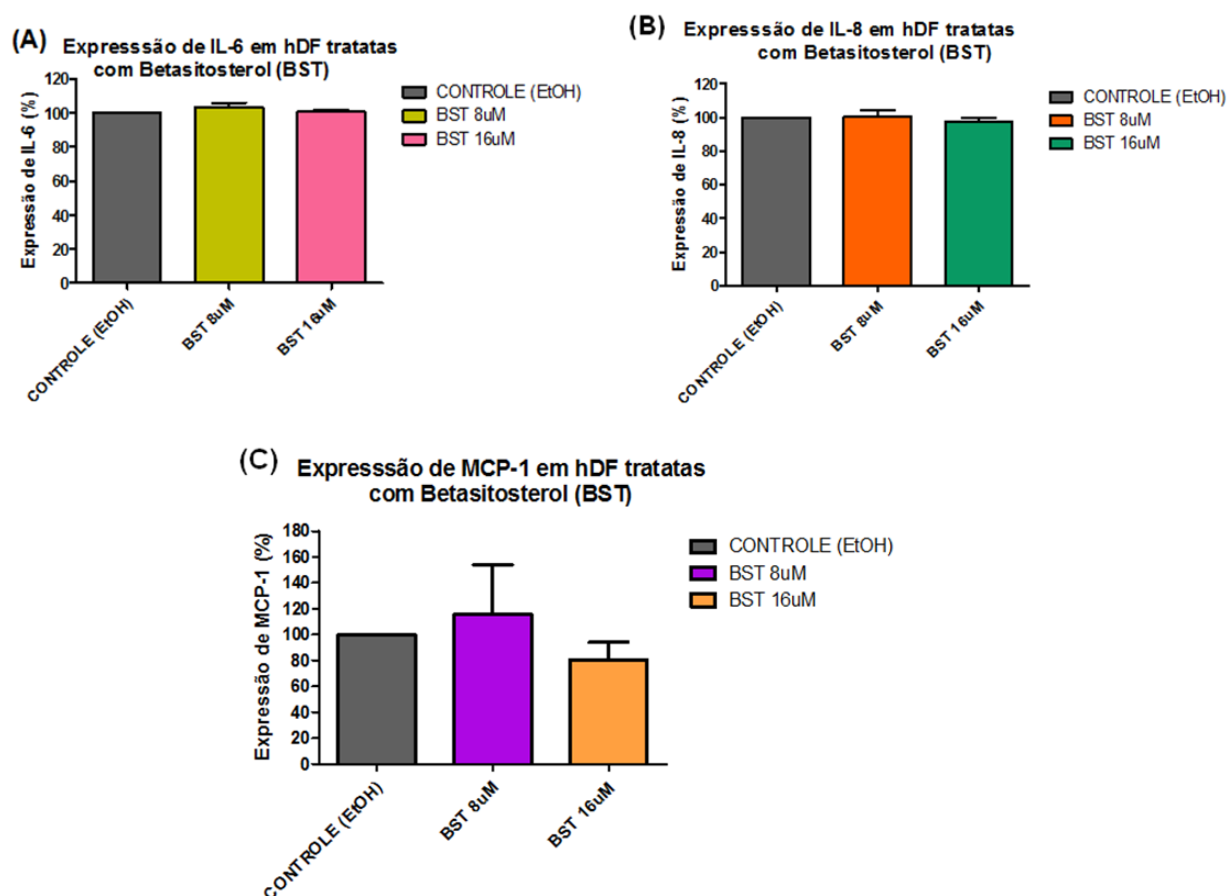 (A)
Expresssão de IL-6 em hDF tratatas
com Betasitosterol (BST)
Expressão de IL-6 (%)
120
100
80
60
40
20
0
CONTROLE (EtOH)
BST 8uM
BST 16uM
CONTROLE (EtOH)
BST 8uM
BST 16uM
(B)
Expresssão de IL-8 em hDF tratatas
com Betasitosterol (BST)
Expressão de IL-8 (%)
120
100
80
60
40
20
0
CONTROLE (EtOH)
BST 8uM
BST 16uM
CONTROLE (EtOH)
BST 8uM
BST 16uM
(C)
Expresssão de MCP-1 em hDF tratatas
com Betasitosterol (BST)
Expressão de MCP-1 (%)
180
160
140
120
100
80
60
40
20
0
CONTROLE (EtOH)
BST 8uM
BST 16uM
CONTROLE (EtOH)
BST 8uM
BST 16uM